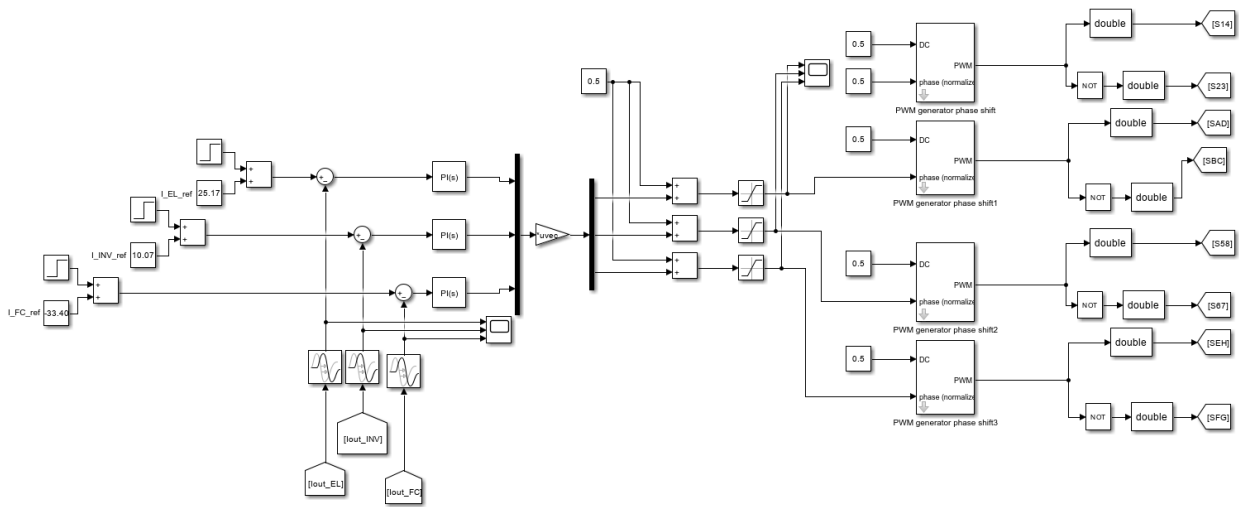 0.5
DC
PWM
0.5
phase (normalize
PWM generator phase shift
double
[S14]
NOT
double
[S23]
0.5
0.5
DC
PWM
phase (normalize
PWM generator phase shift1
double
[SAD]
NOT
double
[SBC]
I_EL_ref
25.17
+
+
+
−
PI(s)
I_INV_ref
10.07
+
+
+
−
PI(s)
I_FC_ref
-33.40
+
+
+
−
PI(s)
*uvec
+
+
+
+
+
+
0.5
DC
PWM
phase (normalize
PWM generator phase shift2
double
[S58]
NOT
double
[S67]
0.5
DC
PWM
phase (normalize
PWM generator phase shift3
double
[SEH]
NOT
double
[SFG]
[Iout_INV]
[Iout_EL]
[Iout_FC]